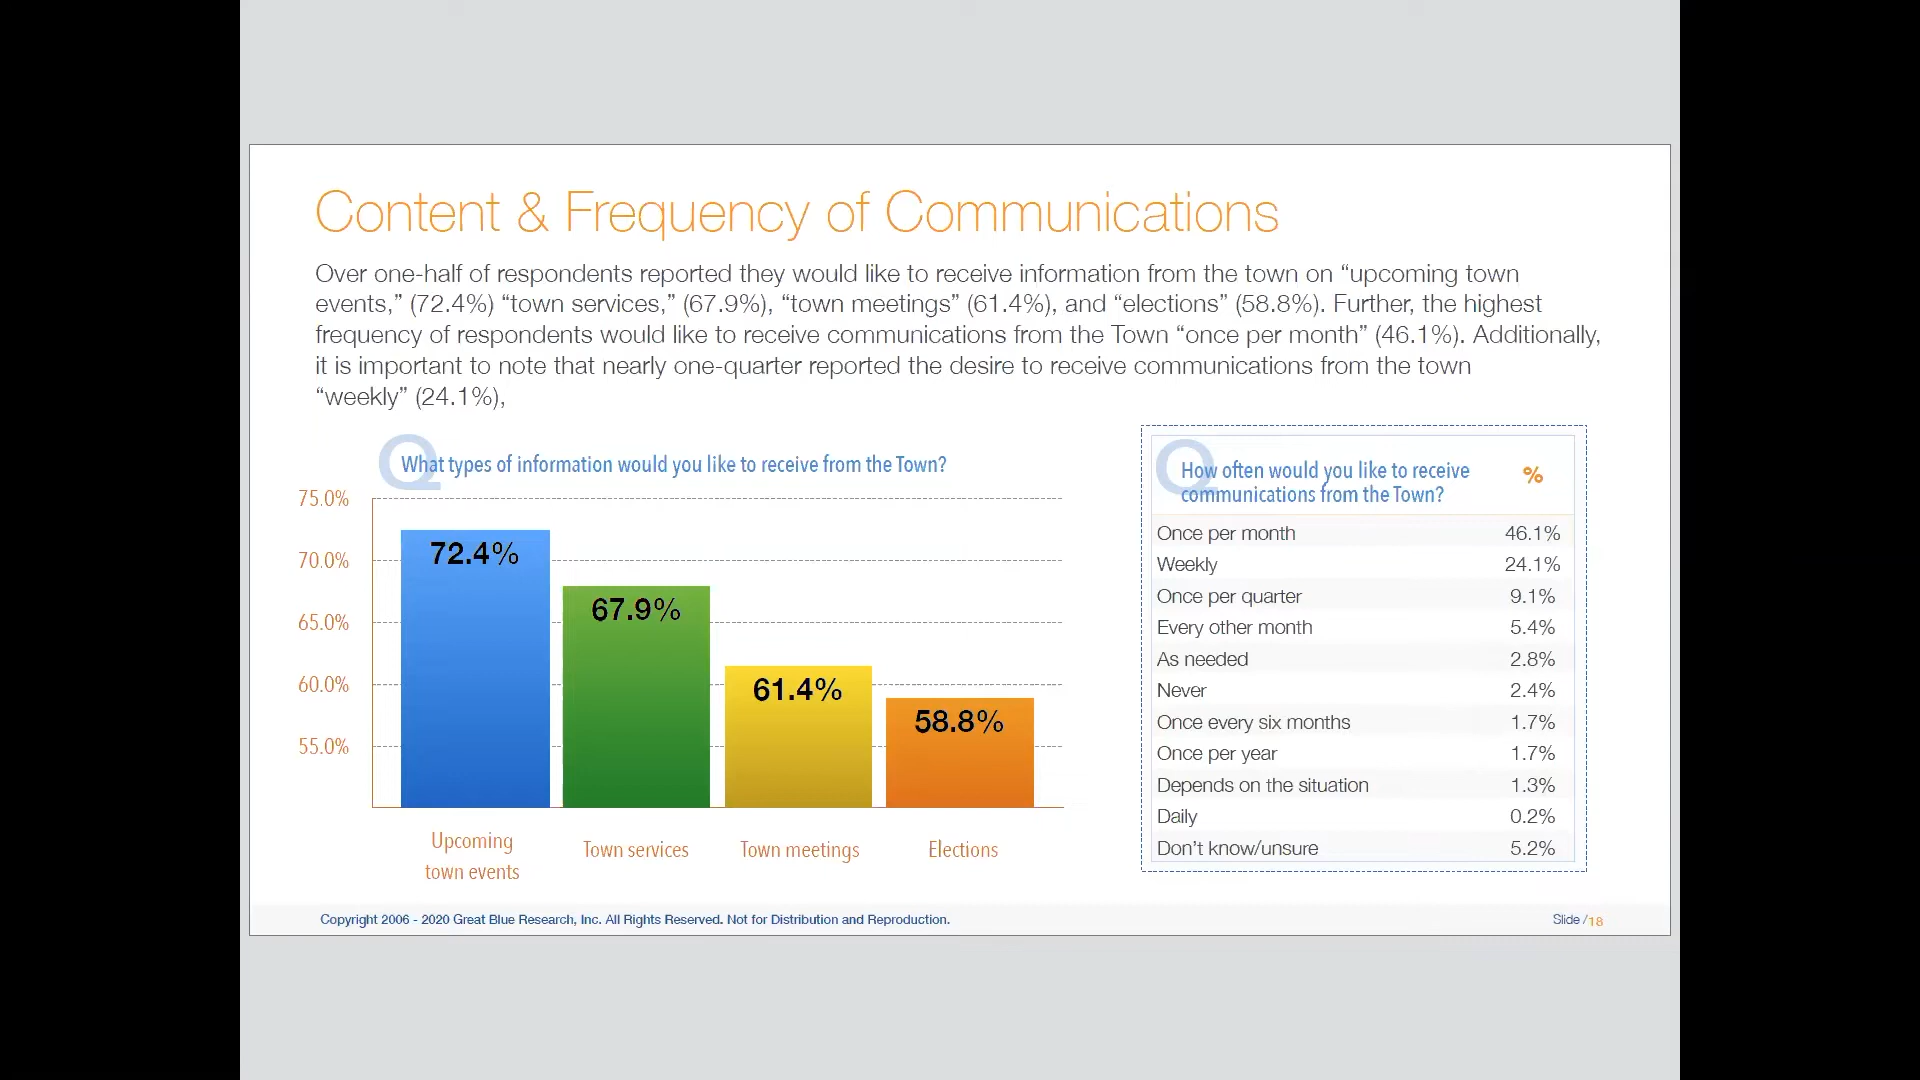 Content & Frequency of Communications
Over one-half of respondents reported they would like to receive information from the town on “upcoming town
events,” (72.4%) “town services,” (67.9%), “town meetings” (61.4%), and “elections” (58.8%). Further, the highest
frequency of respondents would like to receive communications from the Town “once per month” (46.1%). Additionally,
it is important to note that nearly one-quarter reported the desire to receive communications from the town
“weekly” (24.1%),
Q
What types of information would you like to receive from the Town?
75.0%
70.0%
65.0%
60.0%
55.0%
72.4%
67.9%
61.4%
58.8%
Upcoming
town events
Town services
Town meetings
Elections
Q
How often would you like to receive
communications from the Town?
%
Once per month 46.1%
Weekly 24.1%
Once per quarter 9.1%
Every other month 5.4%
As needed 2.8%
Never 2.4%
Once every six months 1.7%
Once per year 1.7%
Depends on the situation 1.3%
Daily 0.2%
Don’t know/unsure 5.2%
Copyright 2006 - 2020 Great Blue Research, Inc. All Rights Reserved. Not for Distribution and Reproduction.
Slide /18